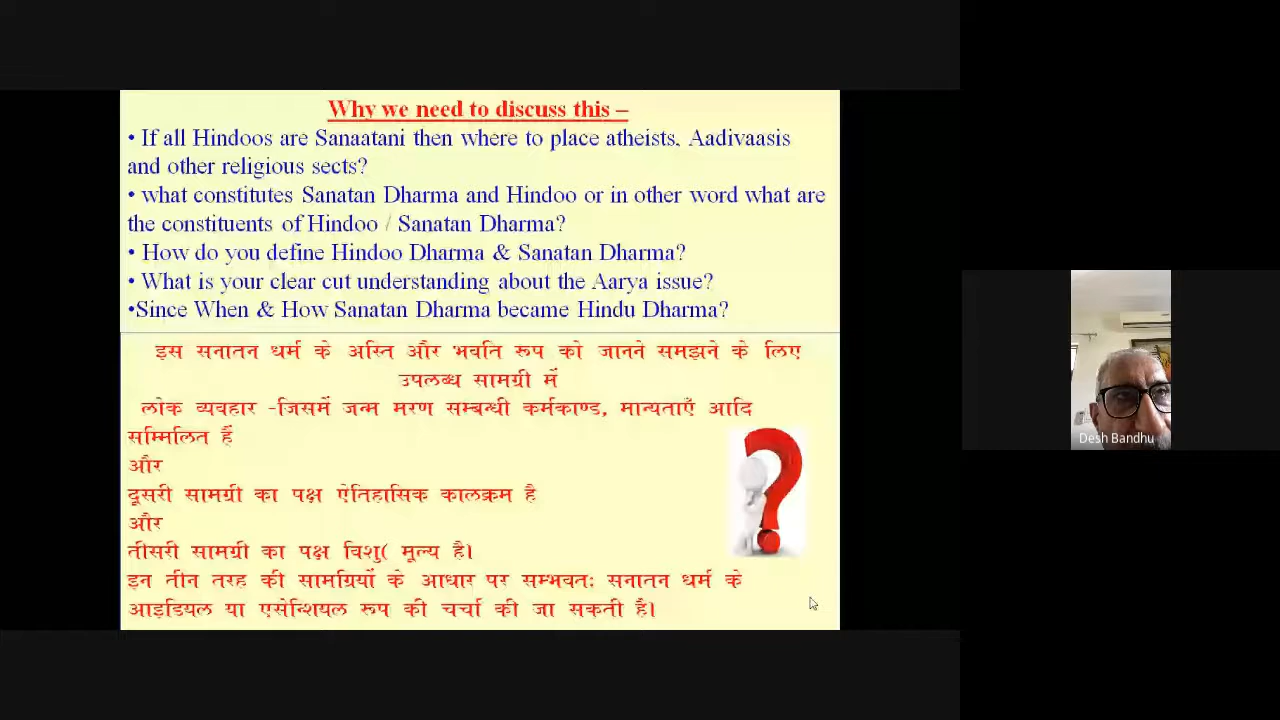 Why we need to discuss this –
• If all Hindoos are Sanaatani then where to place atheists, Aadivaasis
and other religious sects?
• what constitutes Sanatan Dharma and Hindoo or in other word what are
the constituents of Hindoo / Sanatan Dharma?
• How do you define Hindoo Dharma & Sanatan Dharma?
• What is your clear cut understanding about the Aarya issue?
•Since When & How Sanatan Dharma became Hindu Dharma?
इस सनातन धर्म के अस्ति और भवति रूप को जानने समझने के लिए
उपलब्ध सामग्री में
लोक व्यवहार -जिसमें जन्म मरण सम्बन्धी कर्मकाण्ड, मान्यताएँ आदि
सम्मिलित हैं
और
दूसरी सामग्री का पक्ष ऐतिहासिक कालक्रम है
और
तीसरी सामग्री का पक्ष विशु( मूल्य है।
इन तीन तरह की सामग्रियों के आधार पर सम्भवतः सनातन धर्म के
आइडियल या एसेन्शियल रूप की चर्चा की जा सकती है।
Desh Bandhu